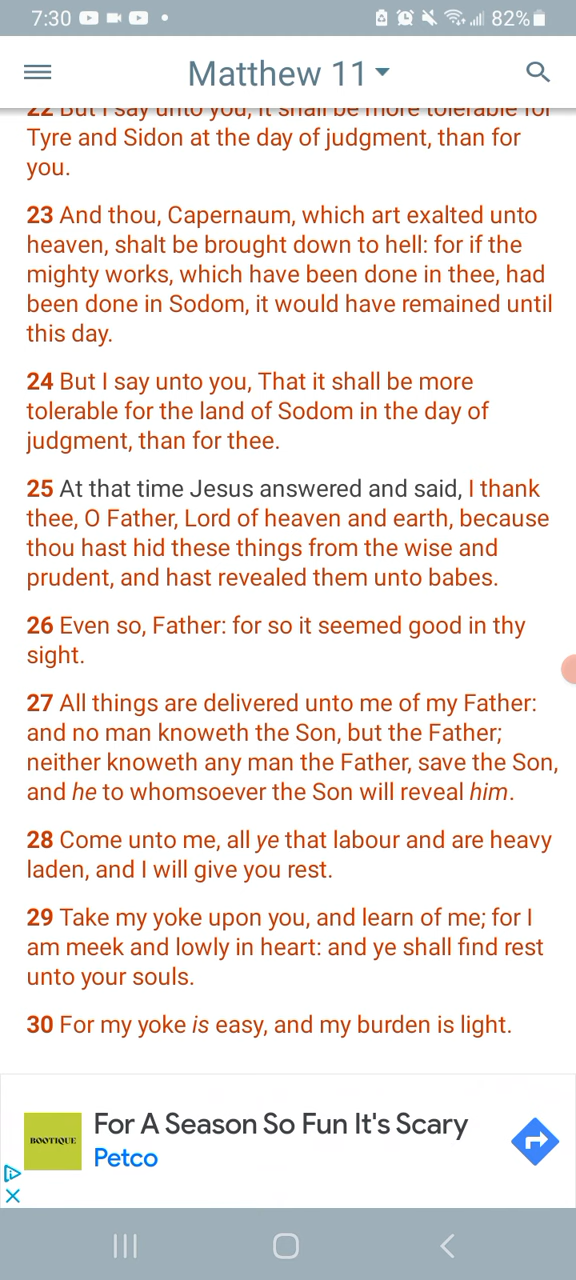 7:30
82%
Matthew 11
22 But I say unto you, it shall be more tolerable for
Tyre and Sidon at the day of judgment, than for
you.
23 And thou, Capernaum, which art exalted unto
heaven, shalt be brought down to hell: for if the
mighty works, which have been done in thee, had
been done in Sodom, it would have remained until
this day.
24 But I say unto you, That it shall be more
tolerable for the land of Sodom in the day of
judgment, than for thee.
25 At that time Jesus answered and said, I thank
thee, O Father, Lord of heaven and earth, because
thou hast hid these things from the wise and
prudent, and hast revealed them unto babes.
26 Even so, Father: for so it seemed good in thy
sight.
27 All things are delivered unto me of my Father:
and no man knoweth the Son, but the Father;
neither knoweth any man the Father, save the Son,
and he to whomsoever the Son will reveal him.
28 Come unto me, all ye that labour and are heavy
laden, and I will give you rest.
29 Take my yoke upon you, and learn of me; for I
am meek and lowly in heart: and ye shall find rest
unto your souls.
30 For my yoke is easy, and my burden is light.
BOOTIQUE
For A Season So Fun It's Scary
Petco